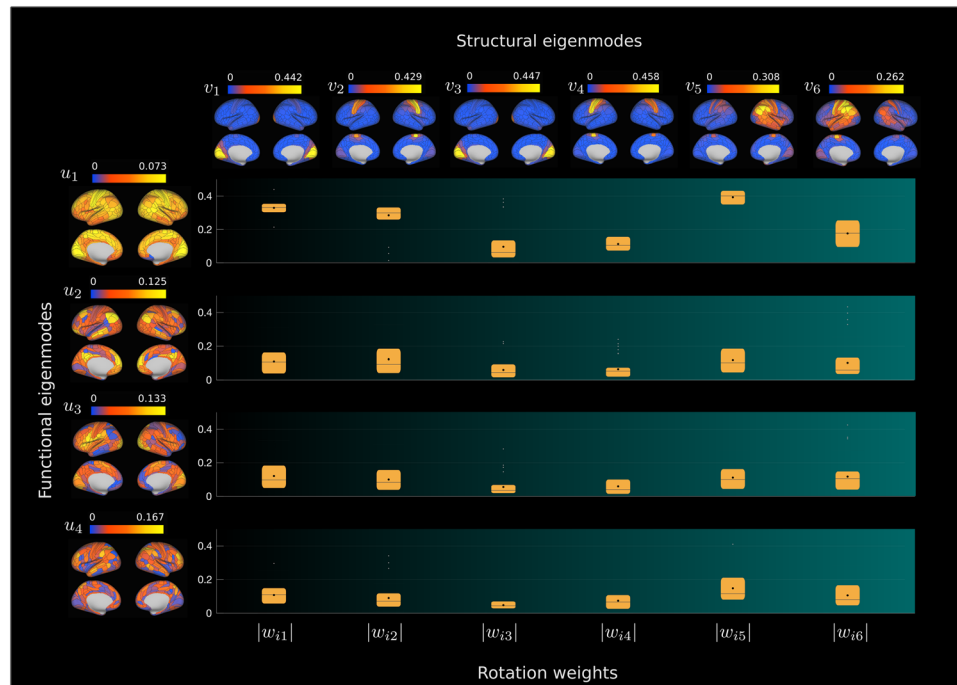 Structural eigenmodes
v1 0 0.442
v2 0 0.429
v3 0 0.447
v4 0 0.458
v5 0 0.308
v6 0 0.262
Functional eigenmodes
u1 0 0.073
0.4
0.2
0
u2 0 0.125
0.4
0.2
0
u3 0 0.133
0.4
0.2
0
u4 0 0.167
0.4
0.2
0
|wi1| |wi2| |wi3| |wi4| |wi5| |wi6|
Rotation weights